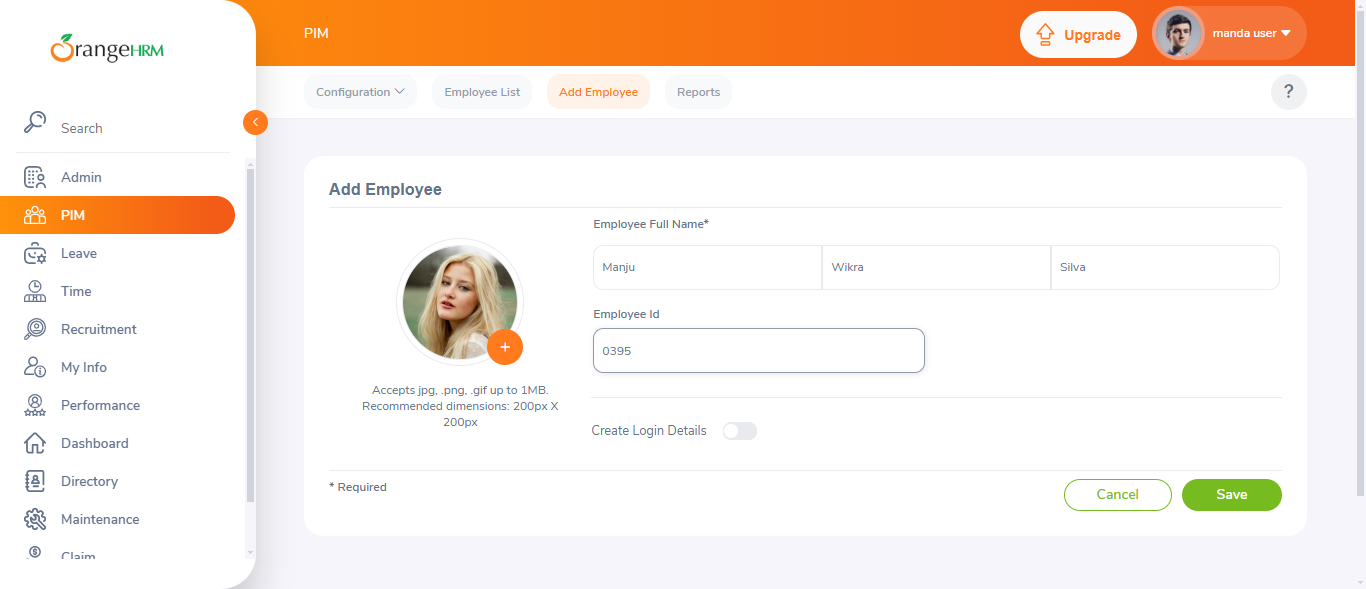 OrangeHRM
PIM
Upgrade
manda user
Configuration
Employee List
Add Employee
Reports
?
Search
Admin
PIM
Leave
Time
Recruitment
My Info
Performance
Dashboard
Directory
Maintenance
Claim
Add Employee
Employee Full Name*
Manju
Wikra
Silva
Employee Id
0395
+
Accepts jpg, .png, .gif up to 1MB.
Recommended dimensions: 200px X
200px
Create Login Details
* Required
Cancel
Save